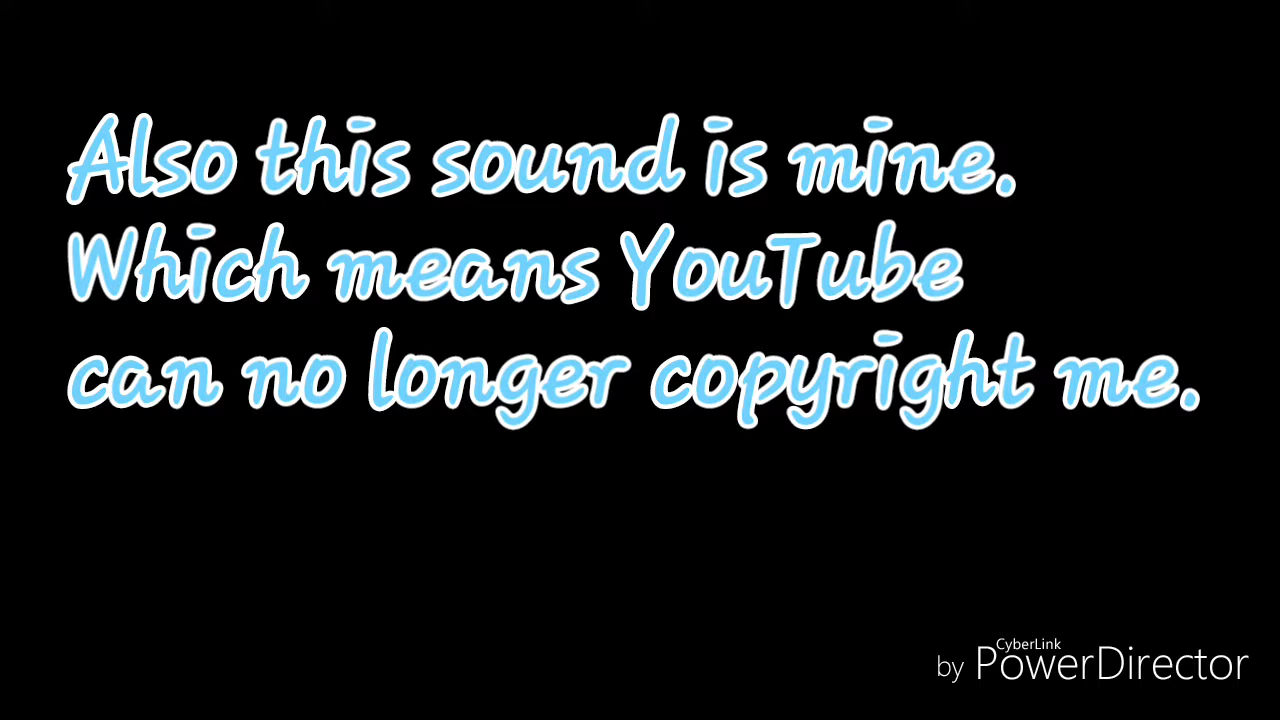 Also this sound is mine.
Which means YouTube
can no longer copyright me.
CyberLink
by PowerDirector